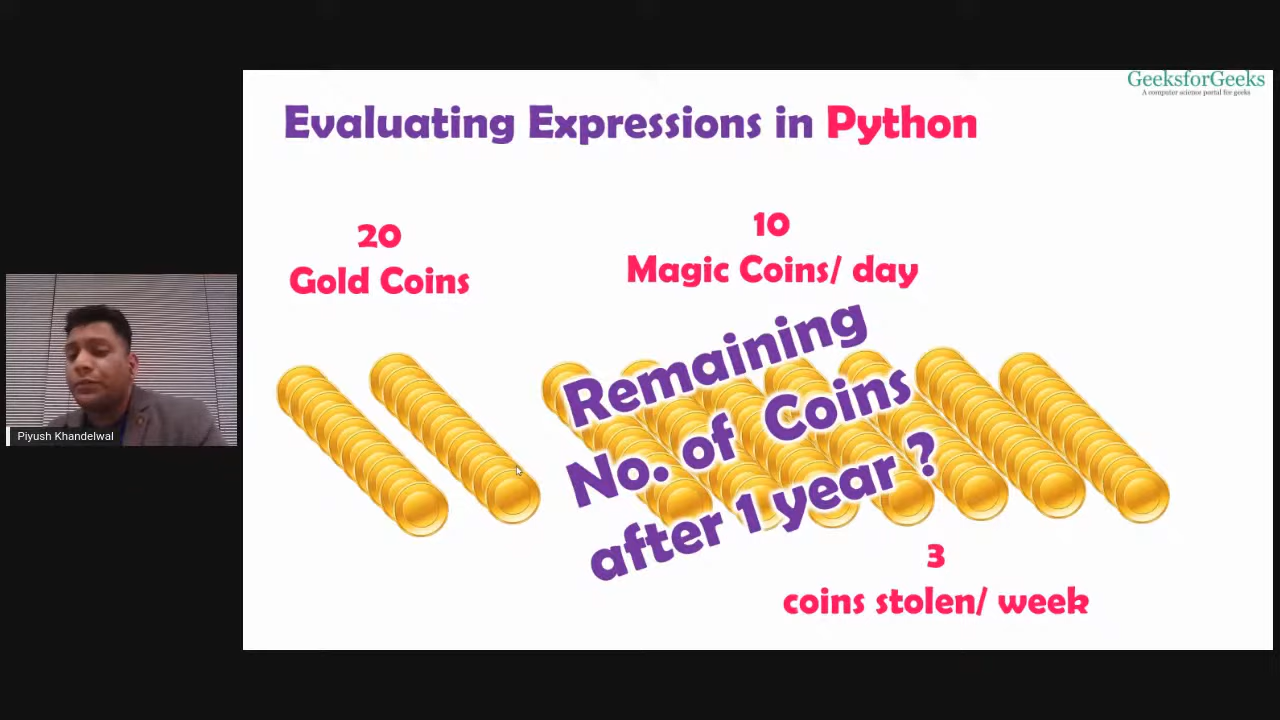 GeeksforGeeks
A computer science portal for geeks
Evaluating Expressions in Python
20
Gold Coins
10
Magic Coins/ day
Remaining
No. of Coins
after 1 year ?
3
coins stolen/ week
Piyush Khandelwal